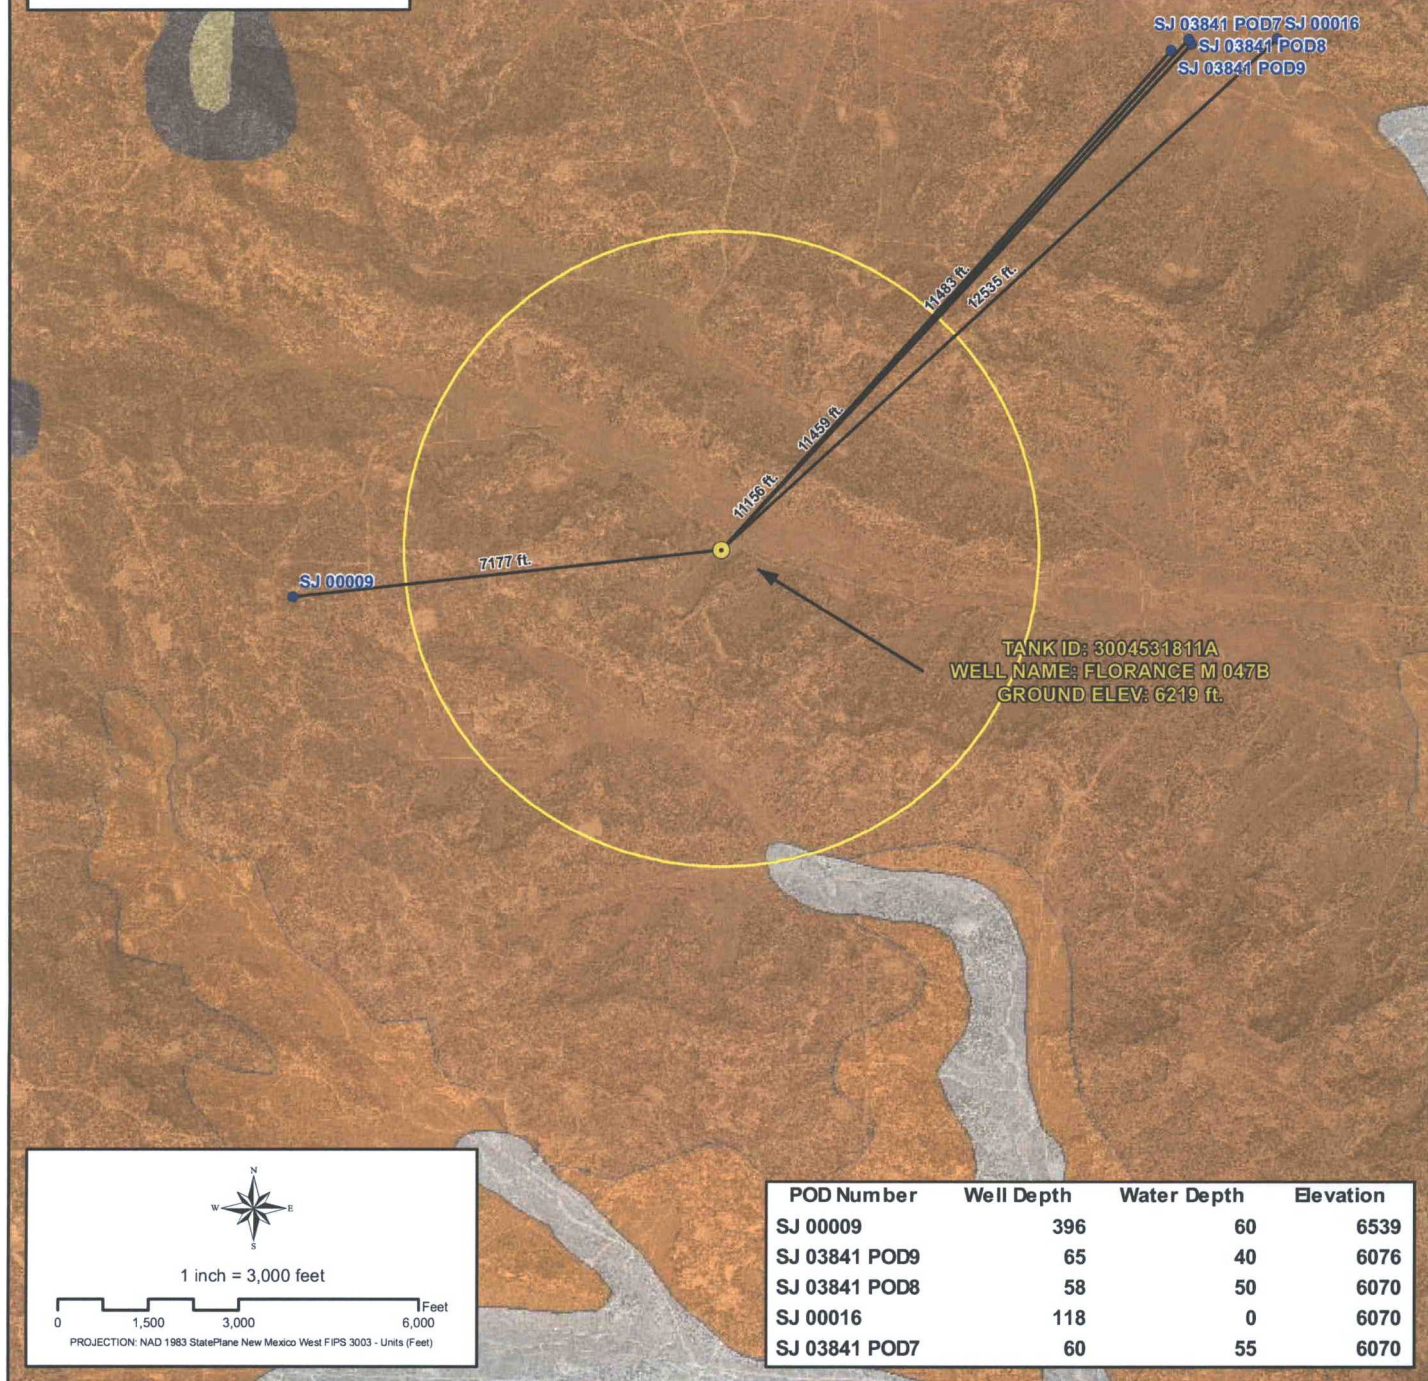 SJ 03841 POD7 SJ 00016
SJ 03841 POD8
SJ 03841 POD9
11483 ft.
12535 ft.
11459 ft.
11156 ft.
7177 ft.
SJ 00009
TANK ID: 3004531811A
WELL NAME: FLORANCE M 047B
GROUND ELEV: 6219 ft.
N
W E
S
1 inch = 3,000 feet
Feet
0 1,500 3,000 6,000
PROJECTION: NAD 1983 StatePlane New Mexico West FIPS 3003 - Units (Feet)
POD Number Well Depth Water Depth Elevation
SJ 00009 396 60 6539
SJ 03841 POD9 65 40 6076
SJ 03841 POD8 58 50 6070
SJ 00016 118 0 6070
SJ 03841 POD7 60 55 6070